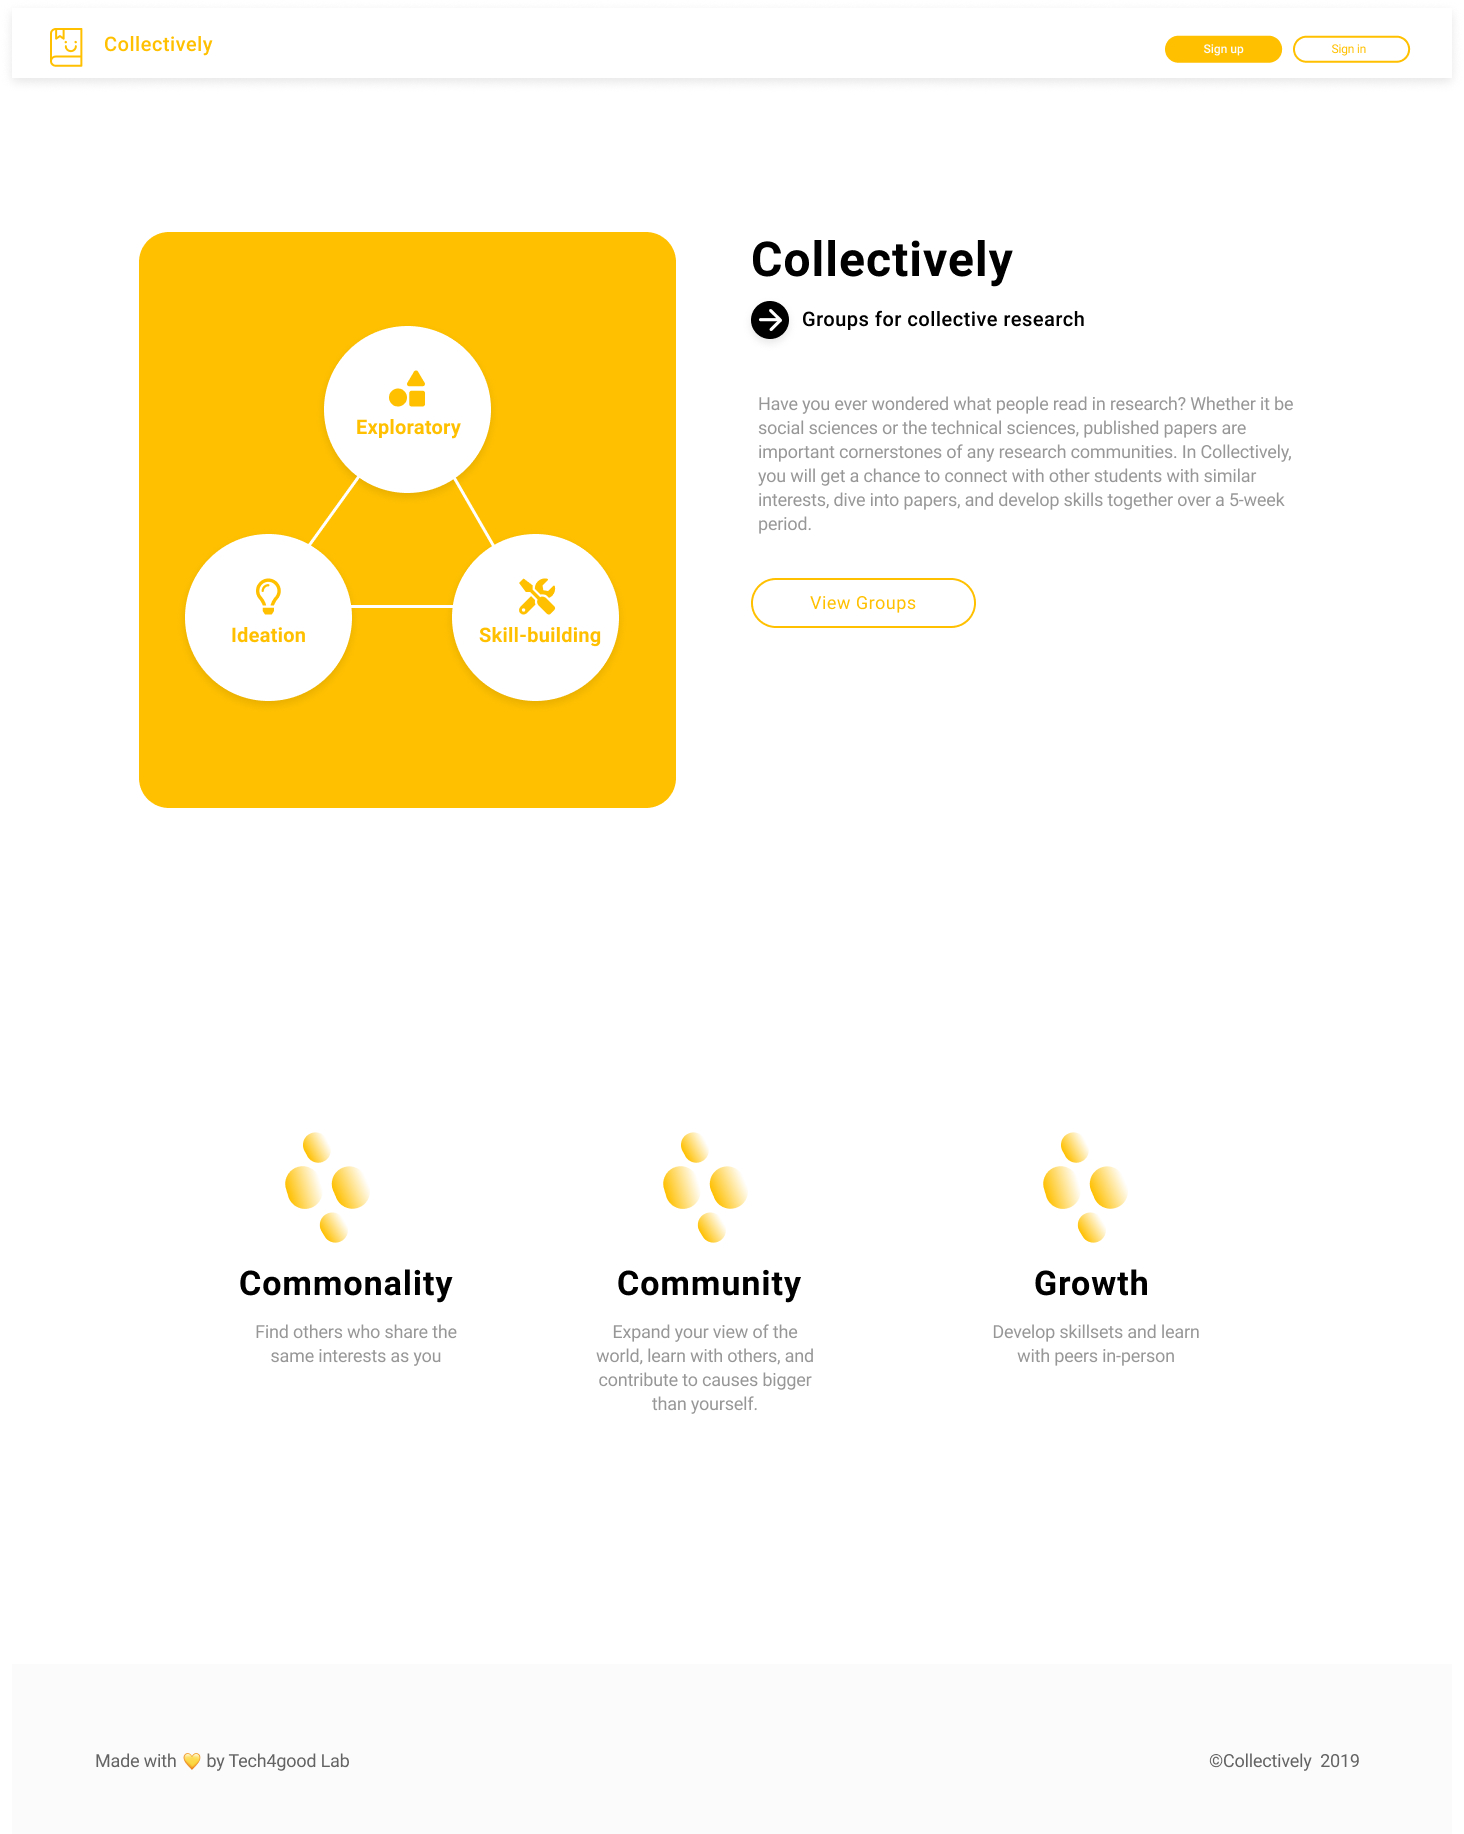 Collectively
Sign up
Sign in
Collectively
Groups for collective research
Have you ever wondered what people read in research? Whether it be
social sciences or the technical sciences, published papers are
important cornerstones of any research communities. In Collectively,
you will get a chance to connect with other students with similar
interests, dive into papers, and develop skills together over a 5-week
period.
View Groups
Exploratory
Ideation
Skill-building
Commonality
Find others who share the
same interests as you
Community
Expand your view of the
world, learn with others, and
contribute to causes bigger
than yourself.
Growth
Develop skillsets and learn
with peers in-person
Made with 💛 by Tech4good Lab
©Collectively 2019